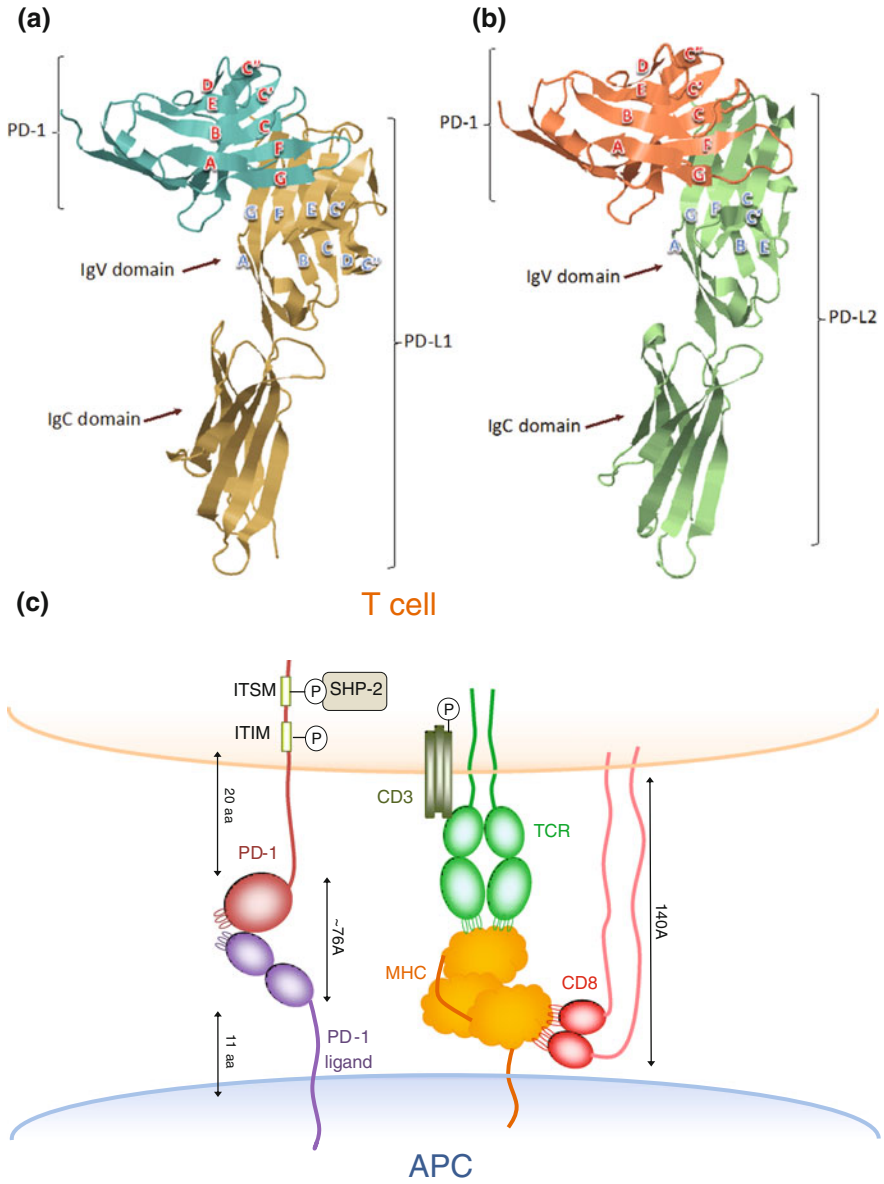 (a)
PD-1
D
C"
E
C'
B
C
A
F
G
G
F
E
C'
A
B
C
D
C"
IgV domain
PD-L1
IgC domain
(b)
PD-1
D
C"
E
C'
B
C
A
F
G
G
F
C
C'
A
B
E
IgV domain
PD-L2
IgC domain
(c)
T cell
ITSM
P
SHP-2
ITIM
P
P
20 aa
CD3
TCR
PD-1
~76A
140A
MHC
CD8
11 aa
PD-1
ligand
APC